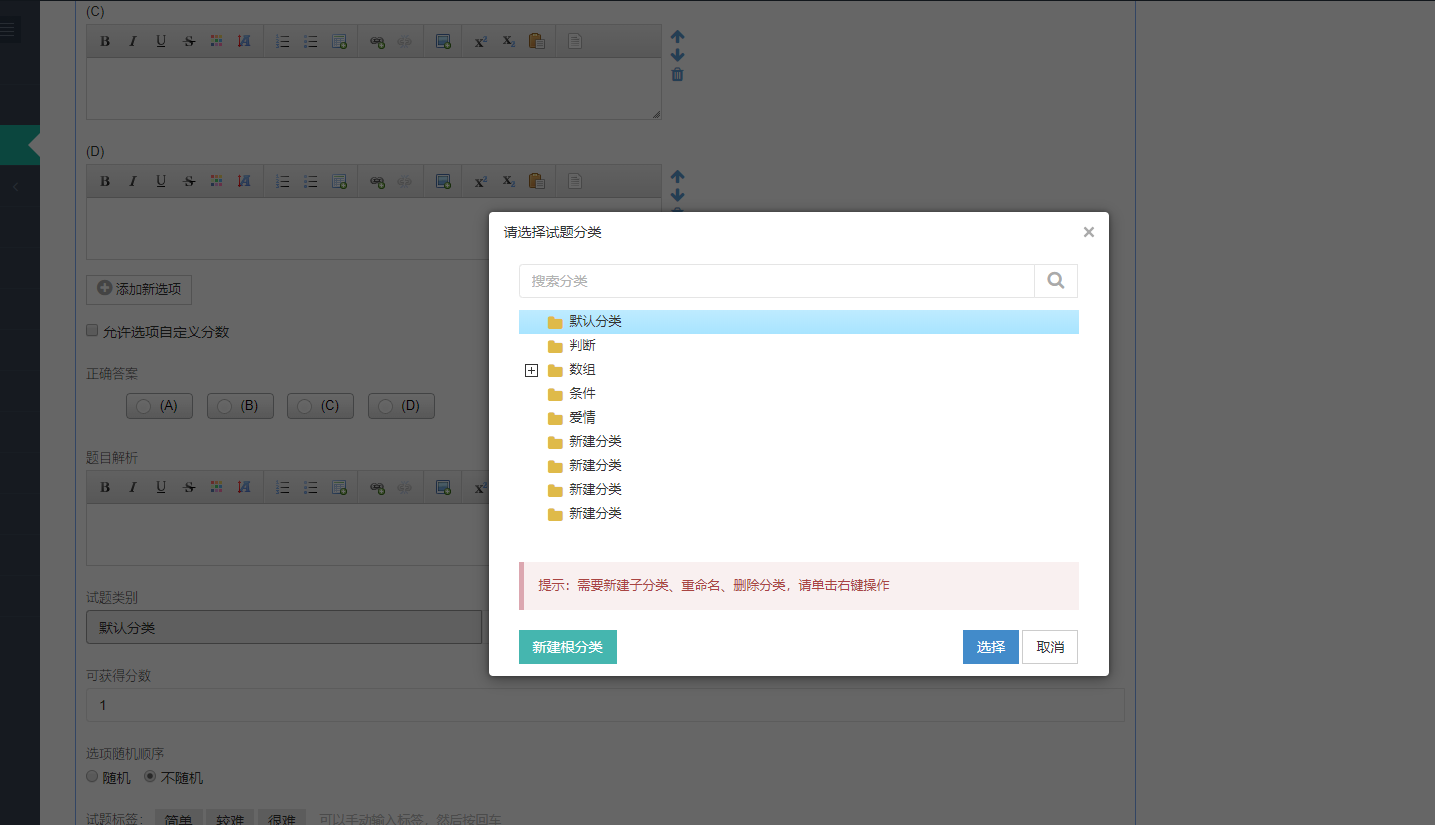 (C)
(D)
添加新选项
允许选项自定义分数
正确答案
(A) (B) (C) (D)
题目解析
试题类别
默认分类
可获得分数
1
选项随机顺序
随机 不随机
试题标签: 简单 较难 很难 可以手动输入标签，然后按回车
请选择试题分类 ×
搜索分类
默认分类
判断
数组
条件
爱情
新建分类
新建分类
新建分类
新建分类
提示：需要新建子分类、重命名、删除分类，请单击右键操作
新建根分类 选择 取消